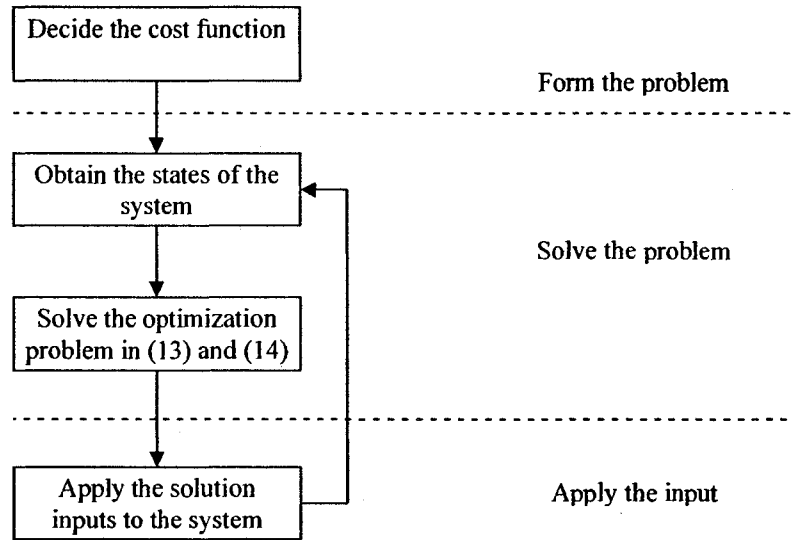 Decide the cost function
Form the problem
Obtain the states of the
system
Solve the problem
Solve the optimization
problem in (13) and (14)
Apply the solution
inputs to the system
Apply the input